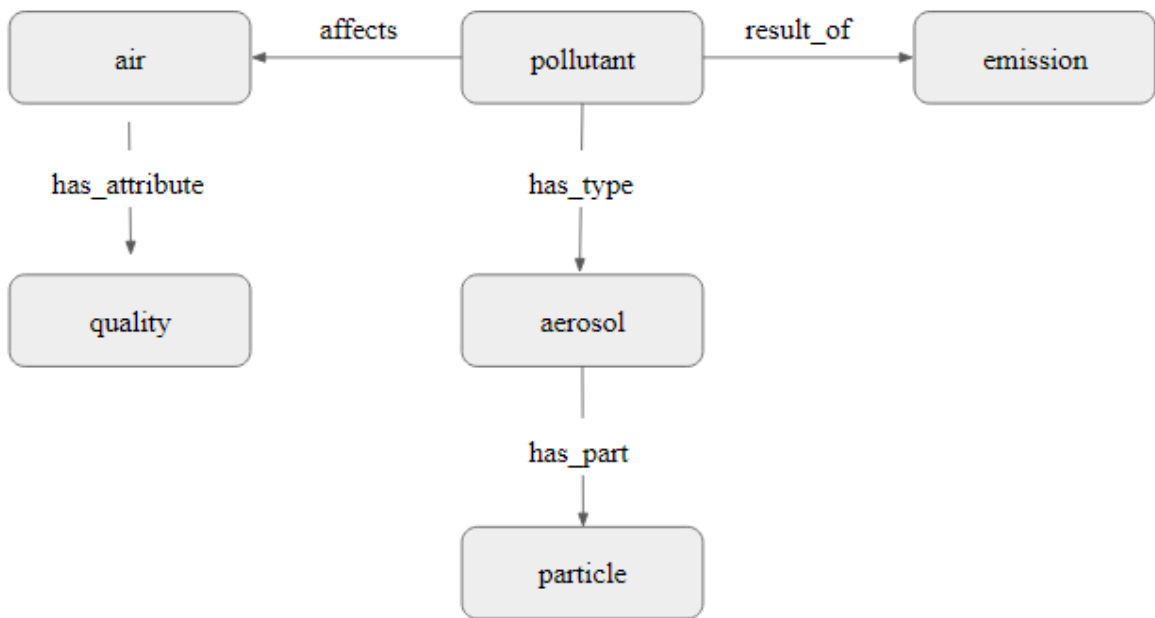 affects
result_of
air
pollutant
emission
has_attribute
has_type
quality
aerosol
has_part
particle